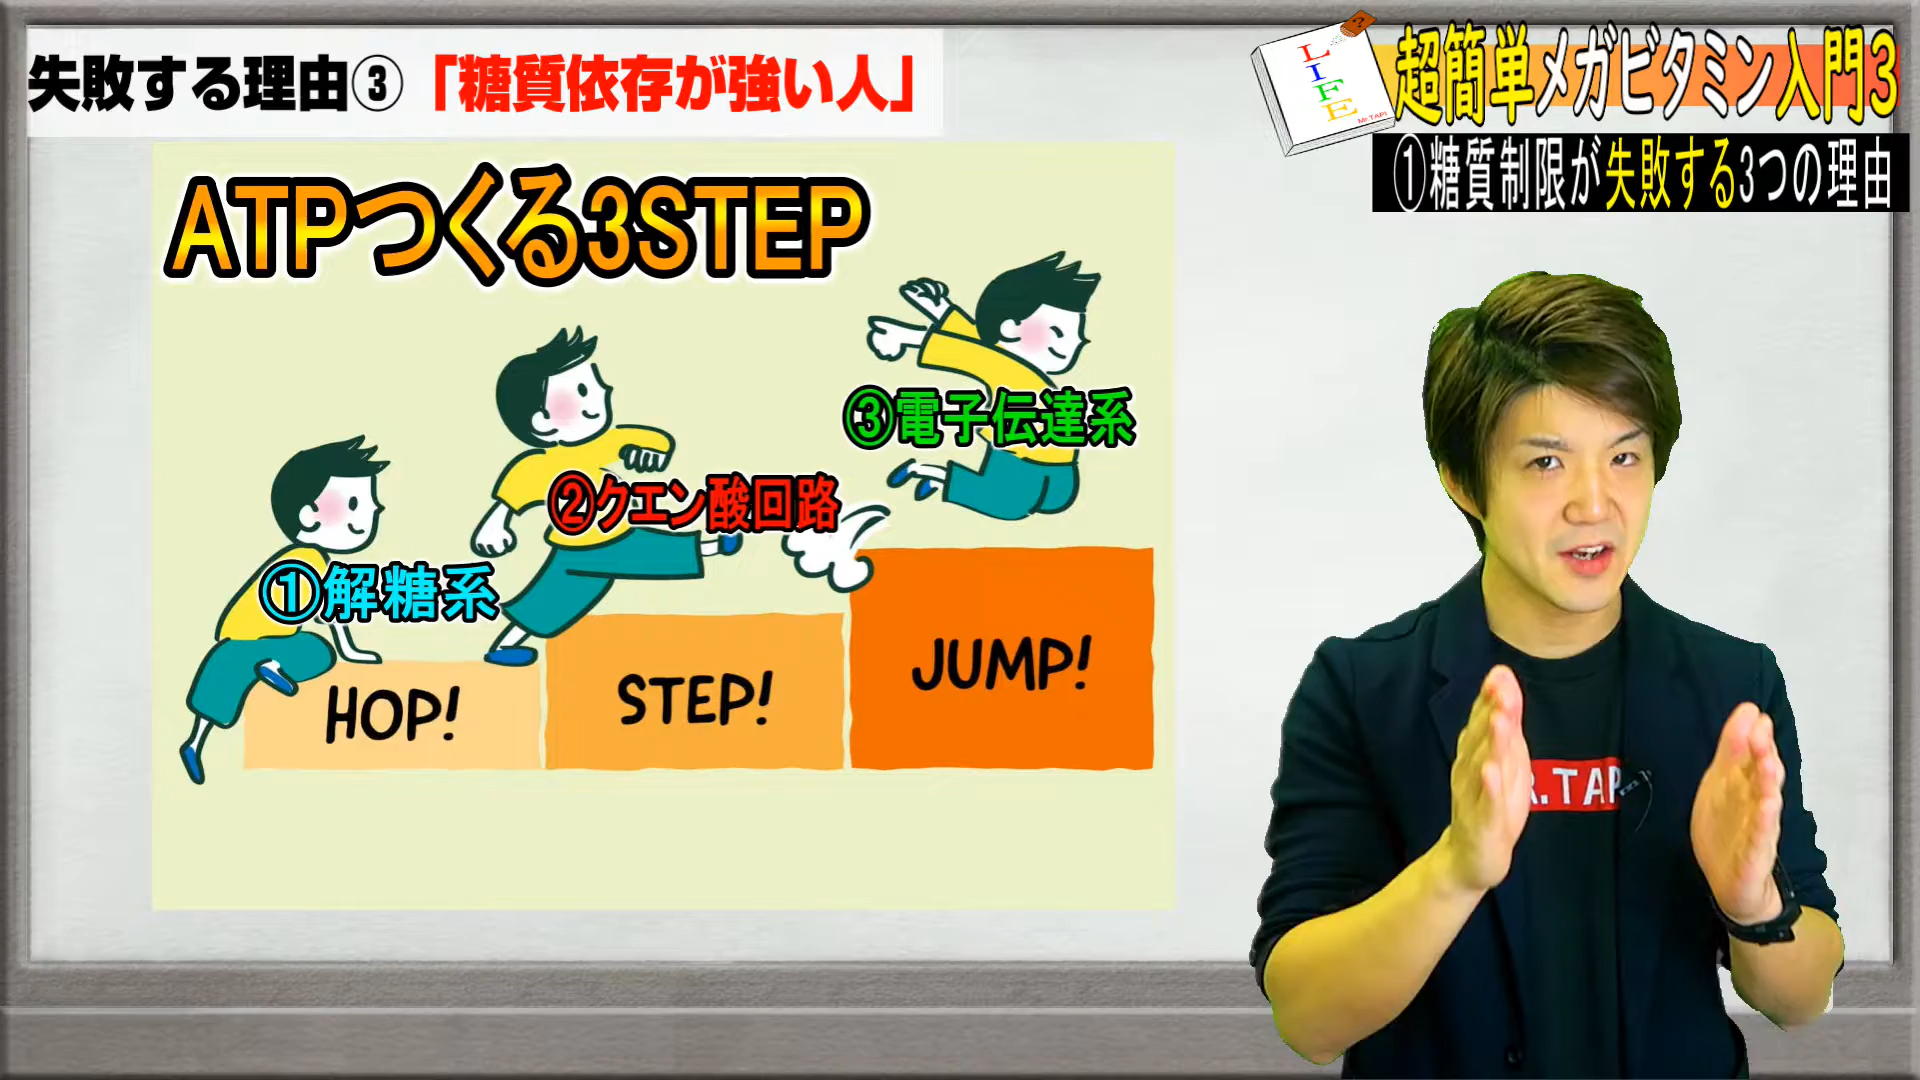 失敗する理由③「糖質依存が強い人」
LIFE
Mr.TAPI
超簡単メガビタミン入門3
①糖質制限が失敗する3つの理由
ATPつくる3STEP
③電子伝達系
②クエン酸回路
①解糖系
HOP!
STEP!
JUMP!
R.TAP